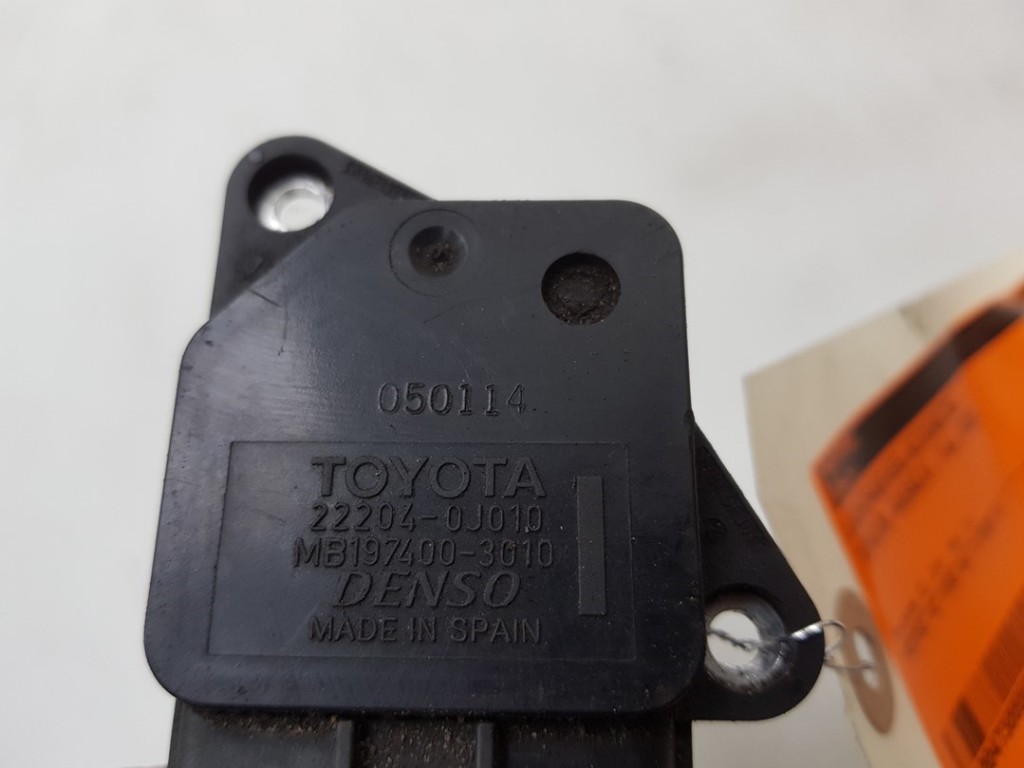 050114
TOYOTA
22204-0J010
MB197400-3010
DENSO
MADE IN SPAIN